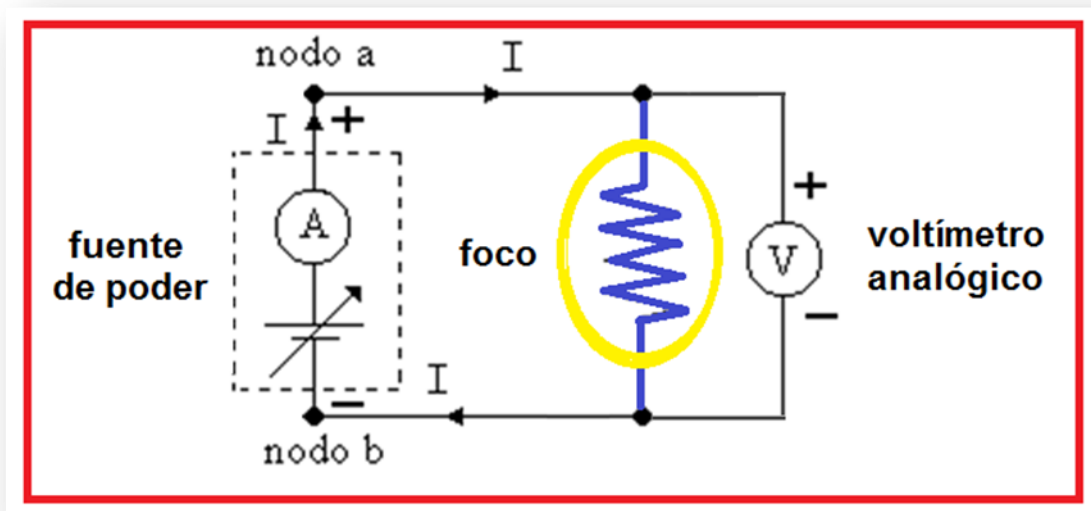 nodo a
I
I
+
A
fuente
de poder
foco
+
V
voltímetro
analógico
−
I
−
nodo b